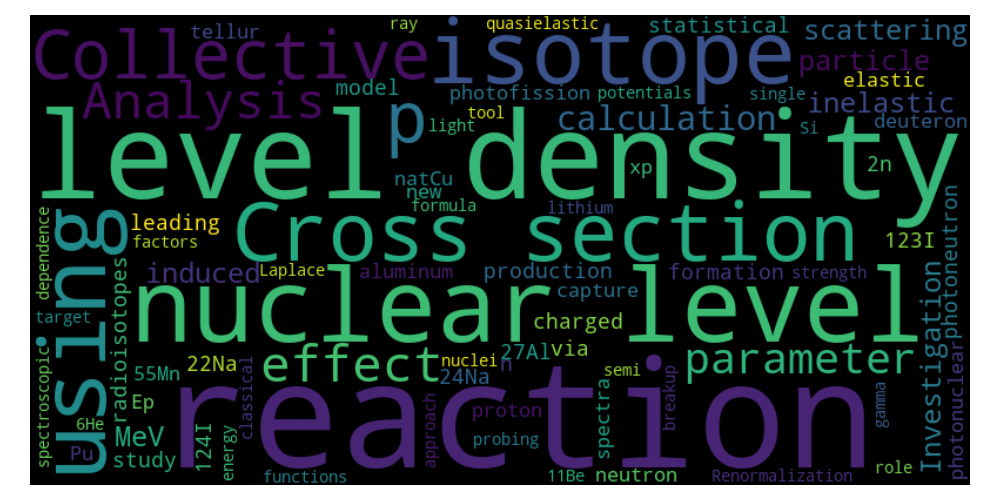 tellur
ray
quasielastic
statistical
scattering
Collective
isotope
particle
Analysis
model
photofission
potentials
single
elastic
inelastic
deuteron
p
light
tool
calculation
Si
level density
natCu
new
formula
xp
2n
using
leading
factors
Cross section
lithium
123I
dependence
induced
Laplace
aluminum
production
formation
strength
capture
photoneutron
target
radioisotopes
nuclear level
charged
Investigation
photonuclear
55Mn
22Na
effect
nuclei
n
27Al
via
24Na
semi
parameter
spectroscopic
6He
Pu
MeV
Ep
study
124I
energy
classical
reaction
approach
proton
probing
spectra
breakup
gamma
functions
11Be
neutron
Renormalization
role